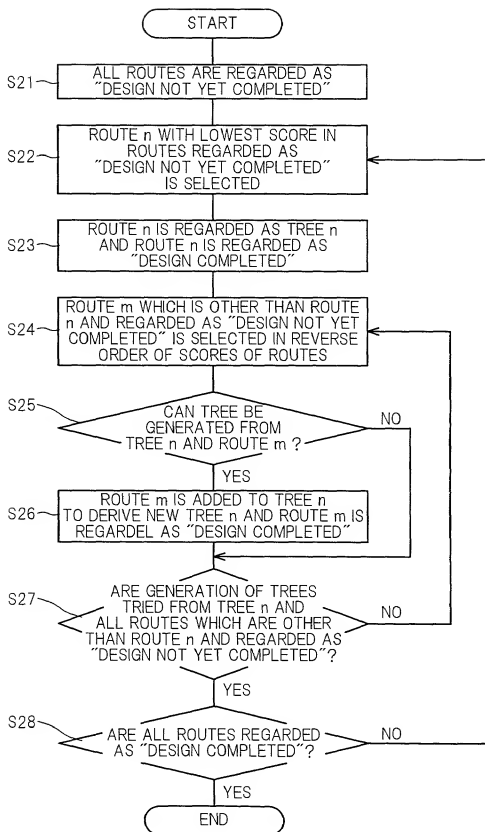 START
S21
ALL ROUTES ARE REGARDED AS
"DESIGN NOT YET COMPLETED"
S22
ROUTE n WITH LOWEST SCORE IN
ROUTES REGARDED AS
"DESIGN NOT YET COMPLETED"
IS SELECTED
S23
ROUTE n IS REGARDED AS TREE n
AND ROUTE n IS REGARDED AS
"DESIGN COMPLETED"
S24
ROUTE m WHICH IS OTHER THAN ROUTE
n AND REGARDED AS "DESIGN NOT YET
COMPLETED" IS SELECTED IN REVERSE
ORDER OF SCORES OF ROUTES
S25
CAN TREE BE
GENERATED FROM
TREE n AND ROUTE m ?
NO
YES
S26
ROUTE m IS ADDED TO TREE n
TO DERIVE NEW TREE n AND ROUTE m IS
REGARDEL AS "DESIGN COMPLETED"
S27
ARE GENERATION OF TREES
TRIED FROM TREE n AND
ALL ROUTES WHICH ARE OTHER
THAN ROUTE n AND REGARDED AS
"DESIGN NOT YET COMPLETED"?
NO
YES
S28
ARE ALL ROUTES REGARDED
AS "DESIGN COMPLETED"?
NO
YES
END